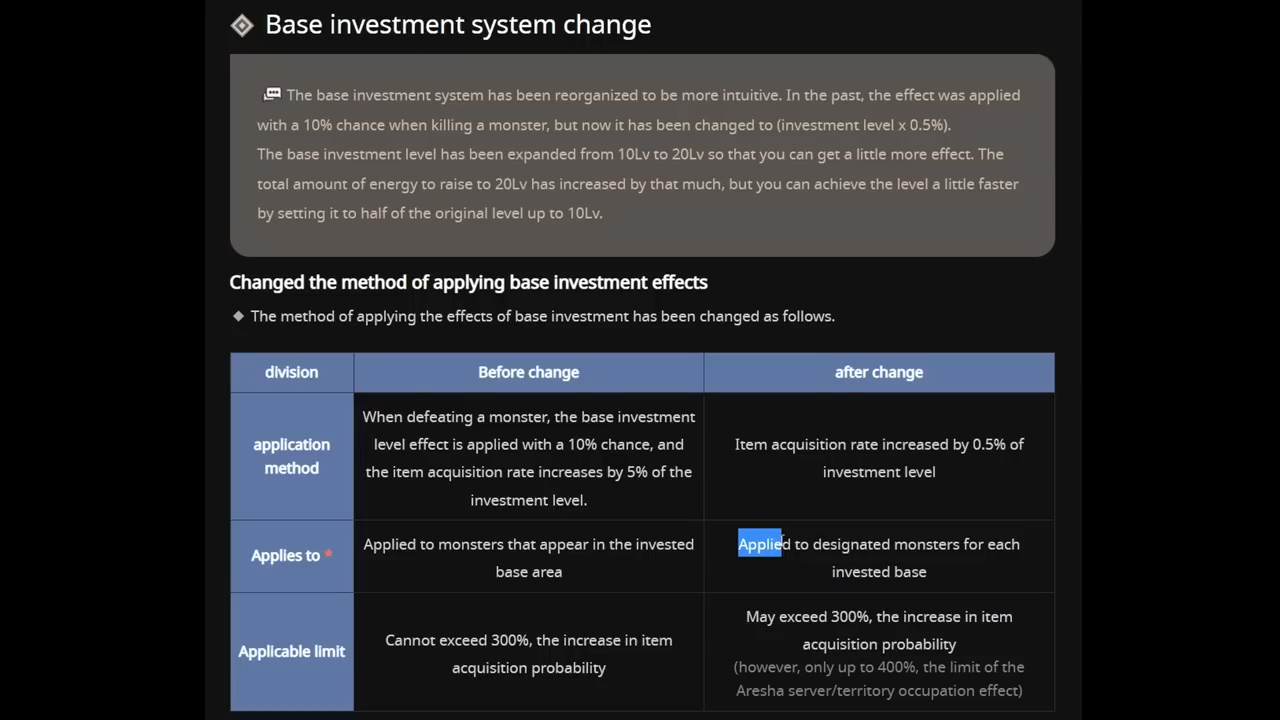 Base investment system change
The base investment system has been reorganized to be more intuitive. In the past, the effect was applied
with a 10% chance when killing a monster, but now it has been changed to (investment level x 0.5%).
The base investment level has been expanded from 10Lv to 20Lv so that you can get a little more effect. The
total amount of energy to raise to 20Lv has increased by that much, but you can achieve the level a little faster
by setting it to half of the original level up to 10Lv.
Changed the method of applying base investment effects
The method of applying the effects of base investment has been changed as follows.
division
Before change
after change
application
method
When defeating a monster, the base investment
level effect is applied with a 10% chance, and
the item acquisition rate increases by 5% of the
investment level.
Item acquisition rate increased by 0.5% of
investment level
Applies to *
Applied to monsters that appear in the invested
base area
Applied to designated monsters for each
invested base
Applicable limit
Cannot exceed 300%, the increase in item
acquisition probability
May exceed 300%, the increase in item
acquisition probability
(however, only up to 400%, the limit of the
Aresha server/territory occupation effect)